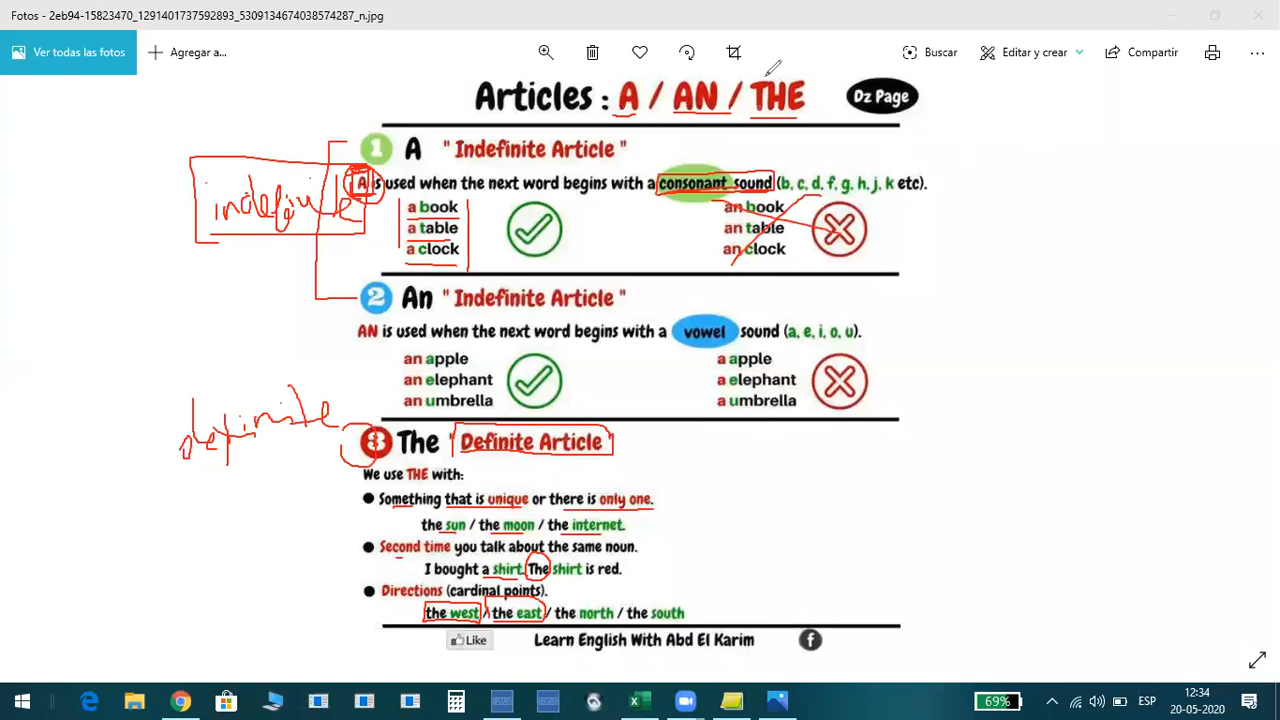 Fotos - 2eb94-15823470_1291401737592893_5309134674038574287_n.jpg
Ver todas las fotos Agregar a... Buscar Editar y crear Compartir
Articles : A / AN / THE Dz Page
1 A " Indefinite Article "
indefinite
A is used when the next word begins with a consonant sound (b, c, d, f, g, h, j, k etc).
a book an book
a table an table
a clock an clock
2 An " Indefinite Article "
AN is used when the next word begins with a vowel sound (a, e, i, o, u).
an apple a apple
an elephant a elephant
an umbrella a umbrella
definite
3 The " Definite Article "
We use THE with:
● Something that is unique or there is only one.
the sun / the moon / the internet.
● Second time you talk about the same noun.
I bought a shirt. The shirt is red.
● Directions (cardinal points).
the west / the east / the north / the south
Like Learn English With Abd El Karim f
69% ESP 12:34
20-05-2020